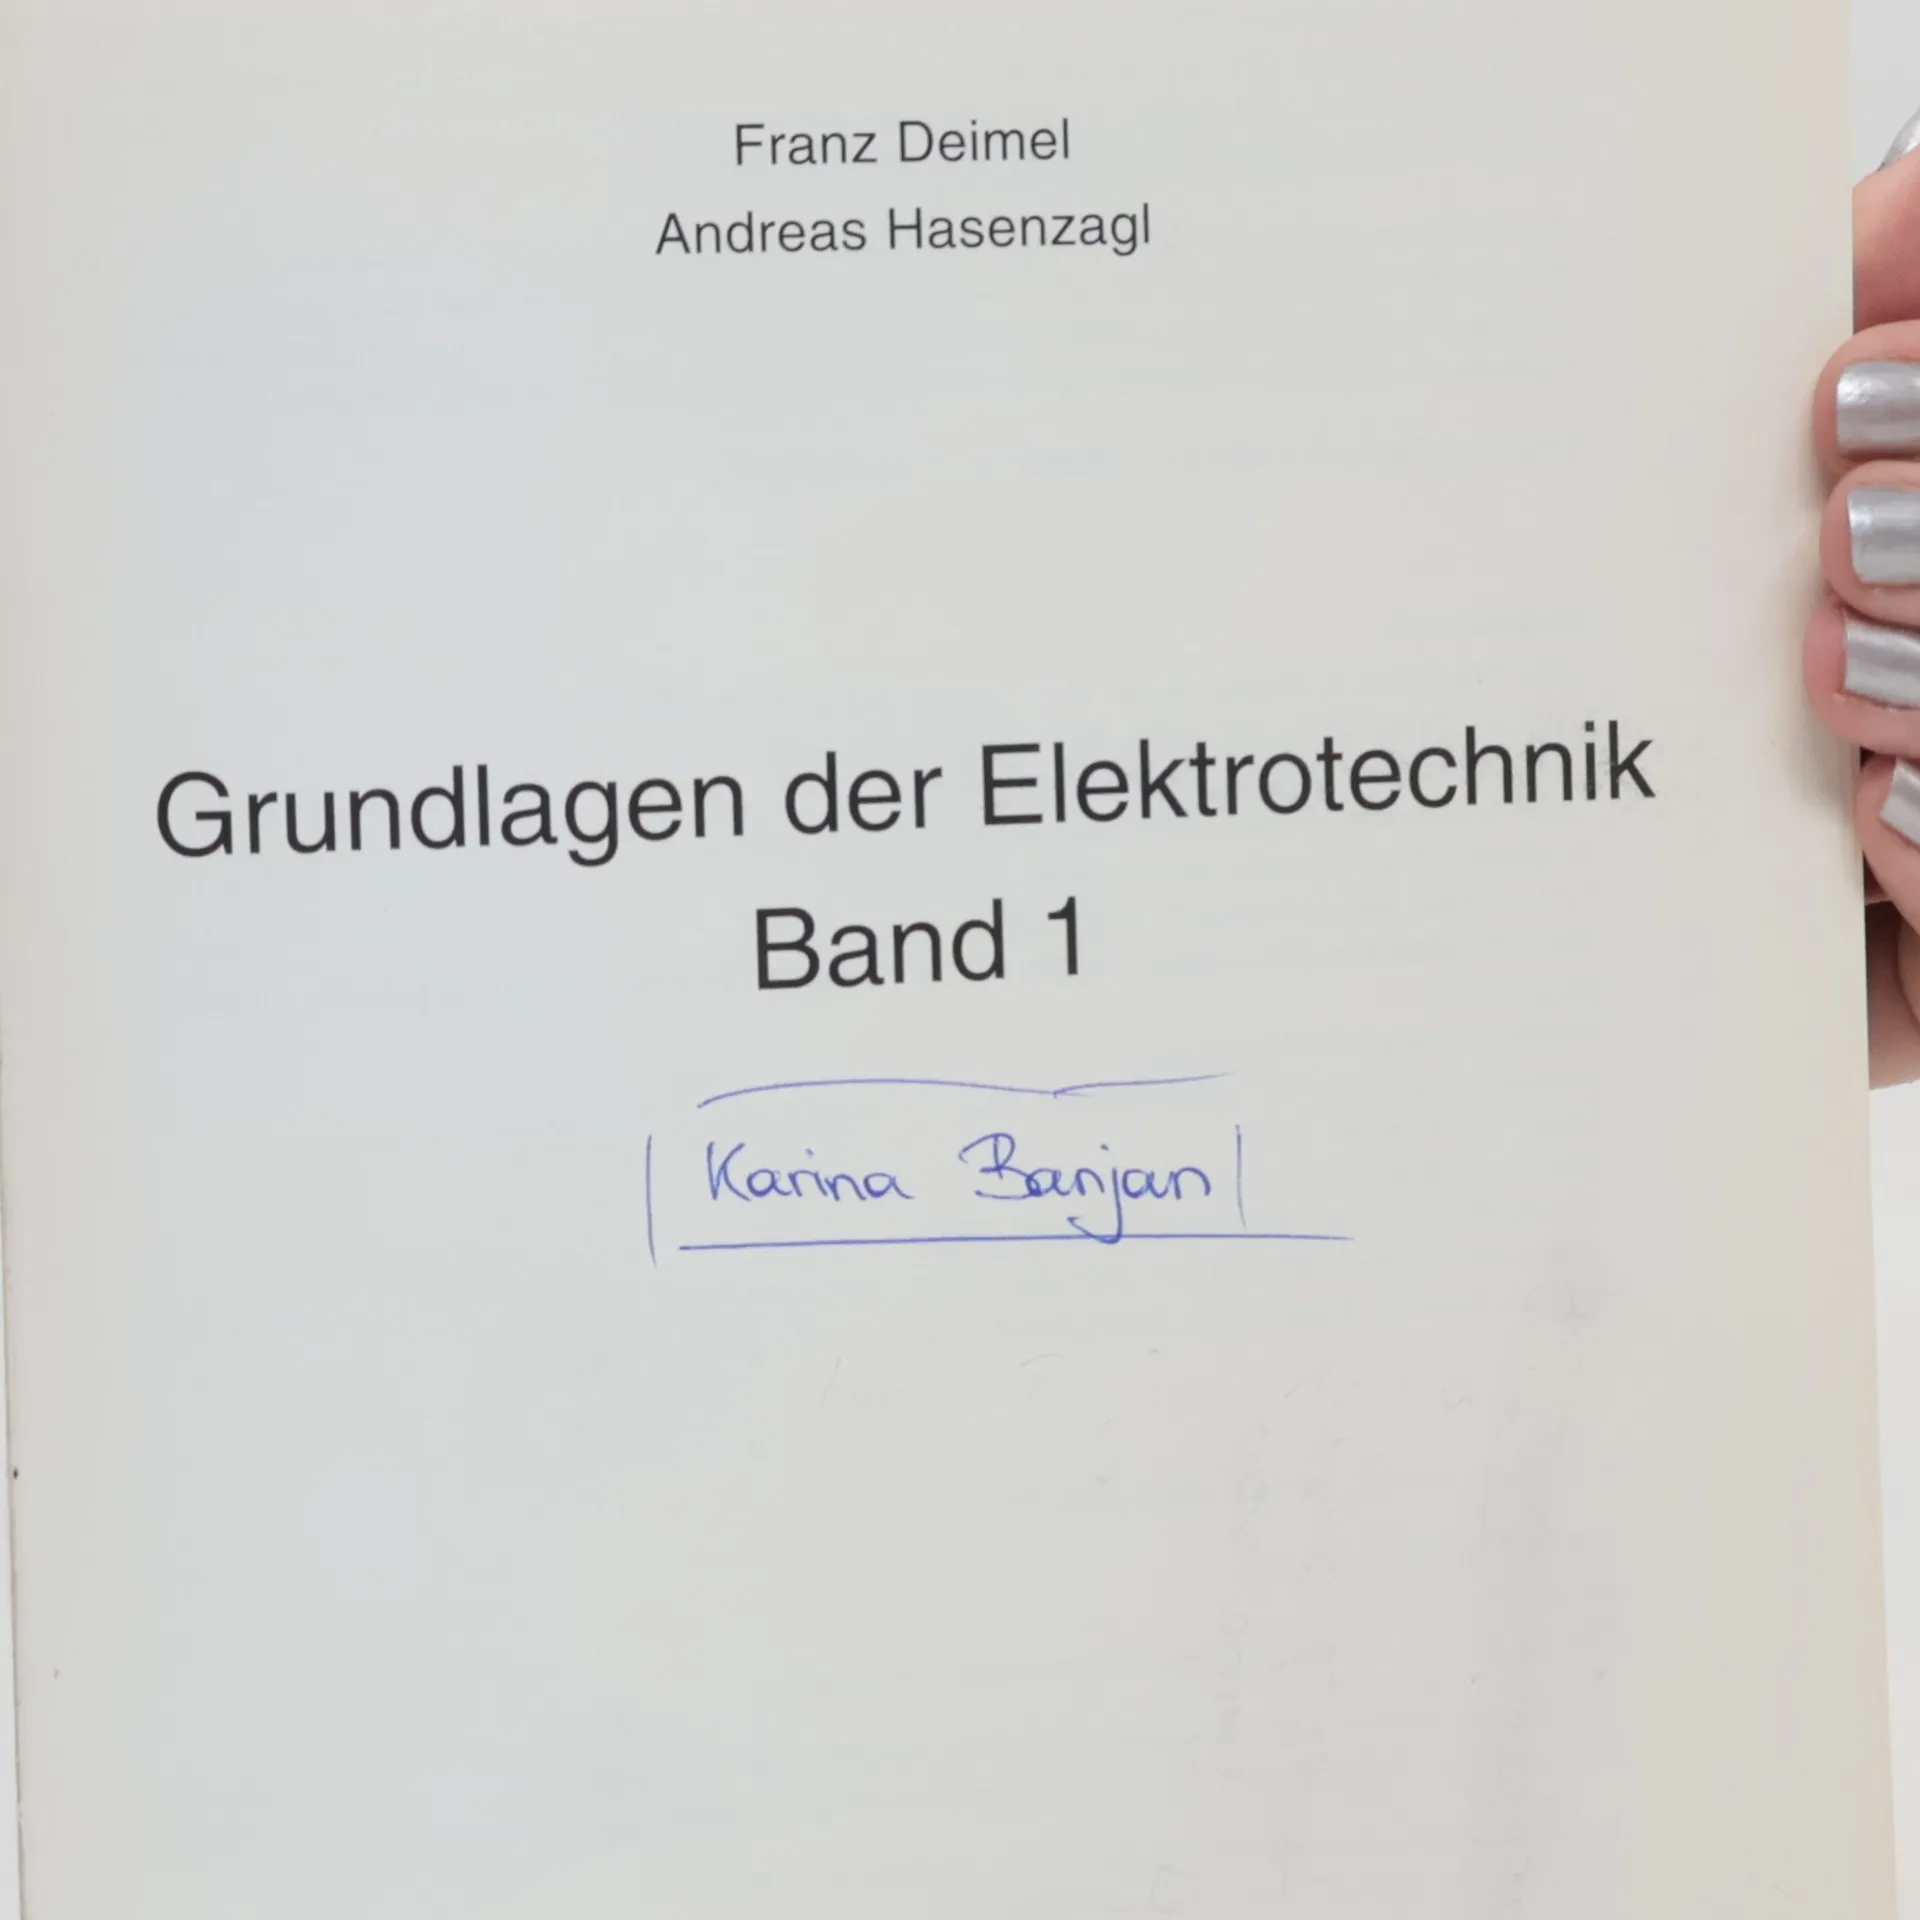 Franz Deimel
Andreas Hasenzagl
Grundlagen der Elektrotechnik
Band 1
Karina Banjan